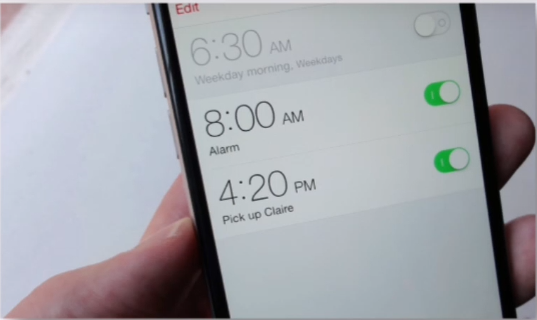 Edit
6:30 AM
Weekday morning, Weekdays
8:00 AM
Alarm
4:20 PM
Pick up Claire